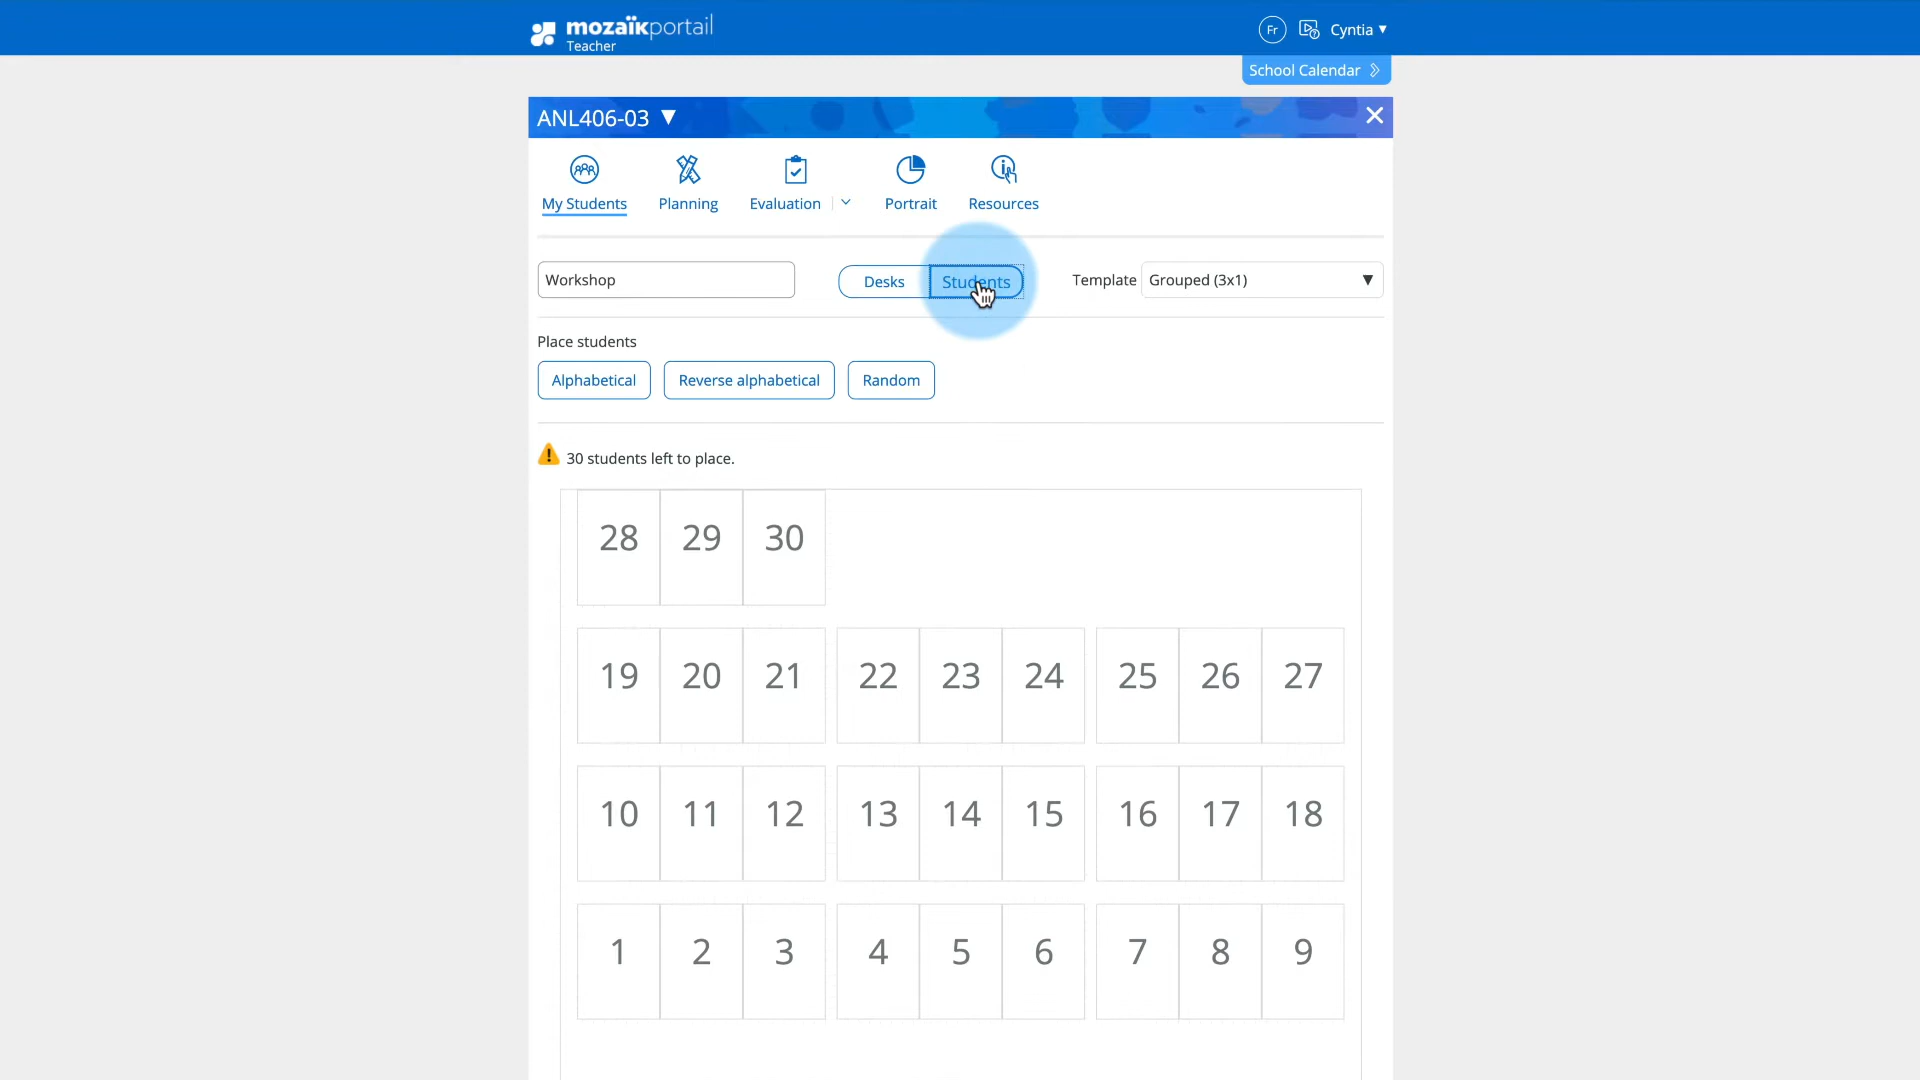 mozaïkportail
Teacher
Fr
Cyntia ▼
School Calendar
ANL406-03 ▼
My Students
Planning
Evaluation
Portrait
Resources
Workshop
Desks
Students
Template
Grouped (3x1)
Place students
Alphabetical
Reverse alphabetical
Random
30 students left to place.
28 29 30
19 20 21 22 23 24 25 26 27
10 11 12 13 14 15 16 17 18
1 2 3 4 5 6 7 8 9